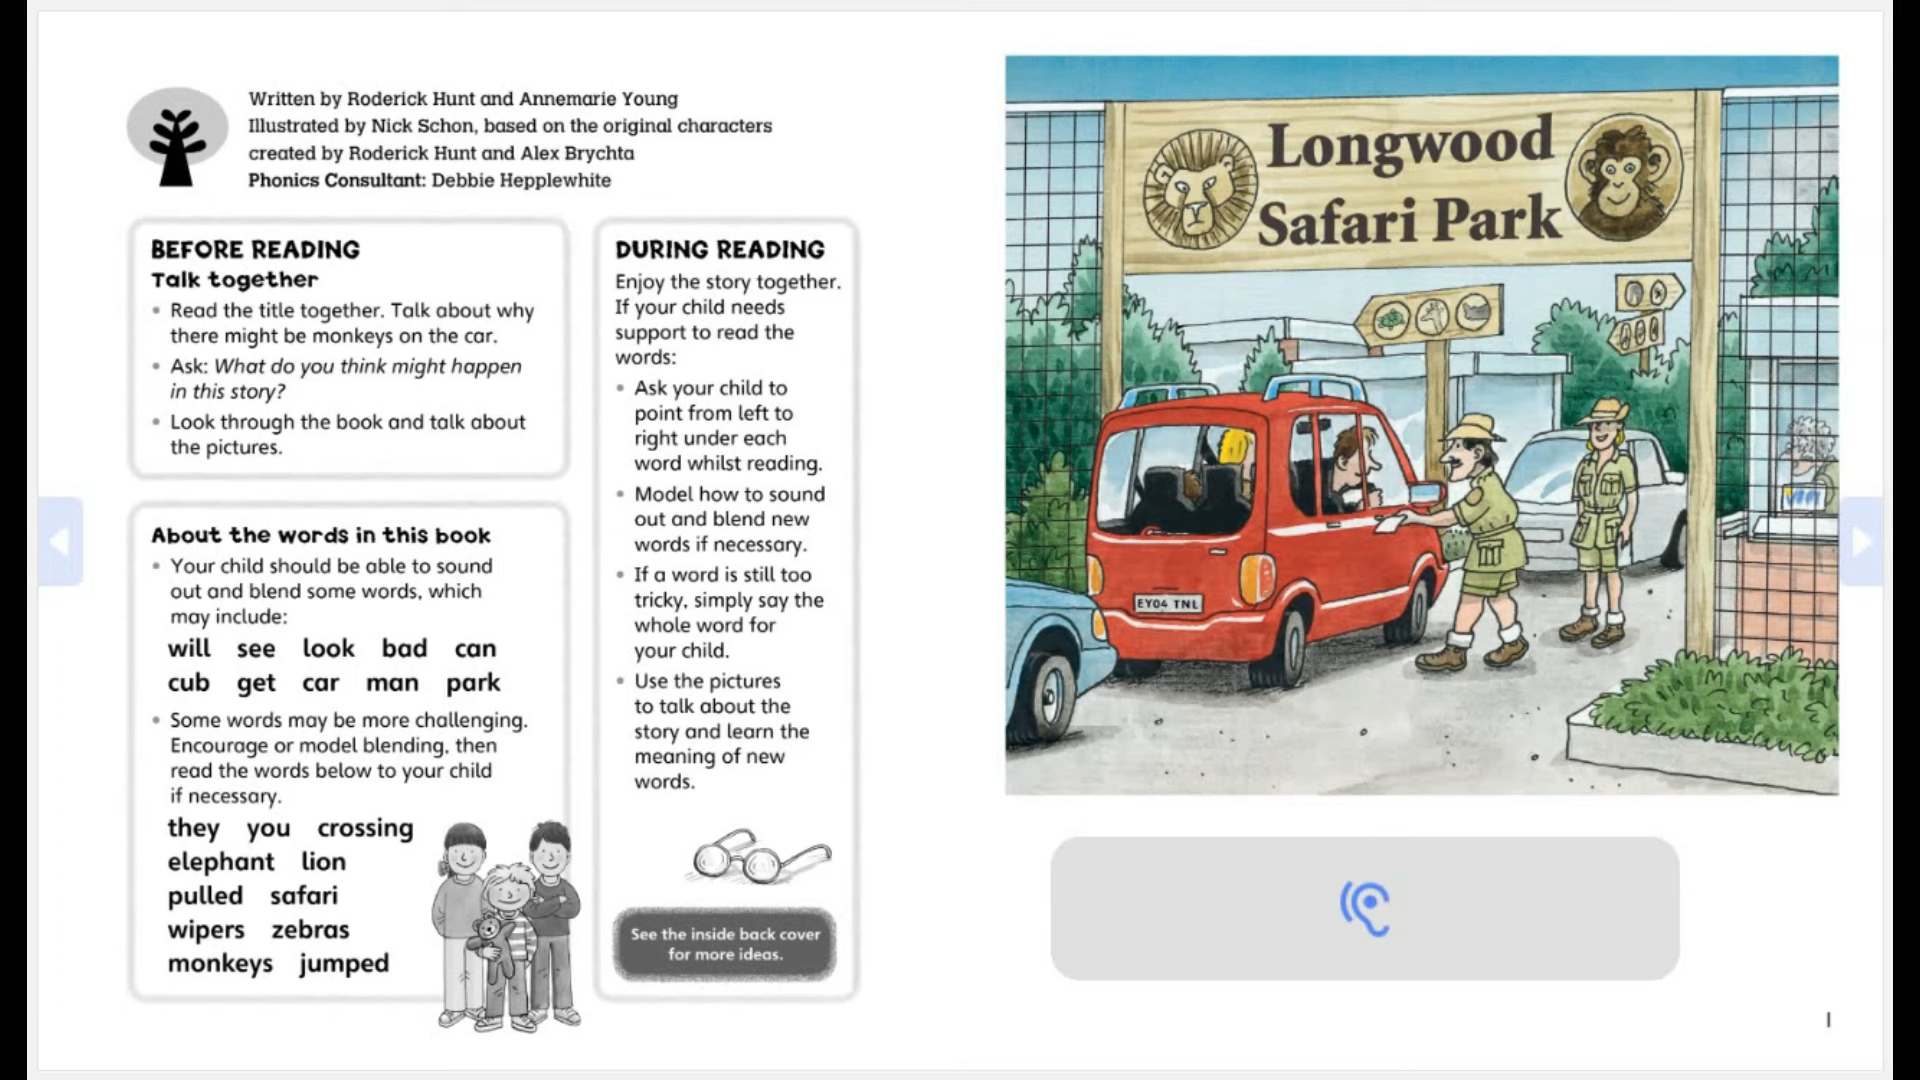 Written by Roderick Hunt and Annemarie Young
Illustrated by Nick Schon, based on the original characters
created by Roderick Hunt and Alex Brychta
Phonics Consultant: Debbie Hepplewhite
BEFORE READING
Talk together
• Read the title together. Talk about why
there might be monkeys on the car.
• Ask: What do you think might happen
in this story?
• Look through the book and talk about
the pictures.
About the words in this book
• Your child should be able to sound
out and blend some words, which
may include:
will see look bad can
cub get car man park
• Some words may be more challenging.
Encourage or model blending, then
read the words below to your child
if necessary.
they you crossing
elephant lion
pulled safari
wipers zebras
monkeys jumped
DURING READING
Enjoy the story together.
If your child needs
support to read the
words:
• Ask your child to
point from left to
right under each
word whilst reading.
• Model how to sound
out and blend new
words if necessary.
• If a word is still too
tricky, simply say the
whole word for
your child.
• Use the pictures
to talk about the
story and learn the
meaning of new
words.
See the inside back cover
for more ideas.
Longwood
Safari Park
EY04 TNL
1